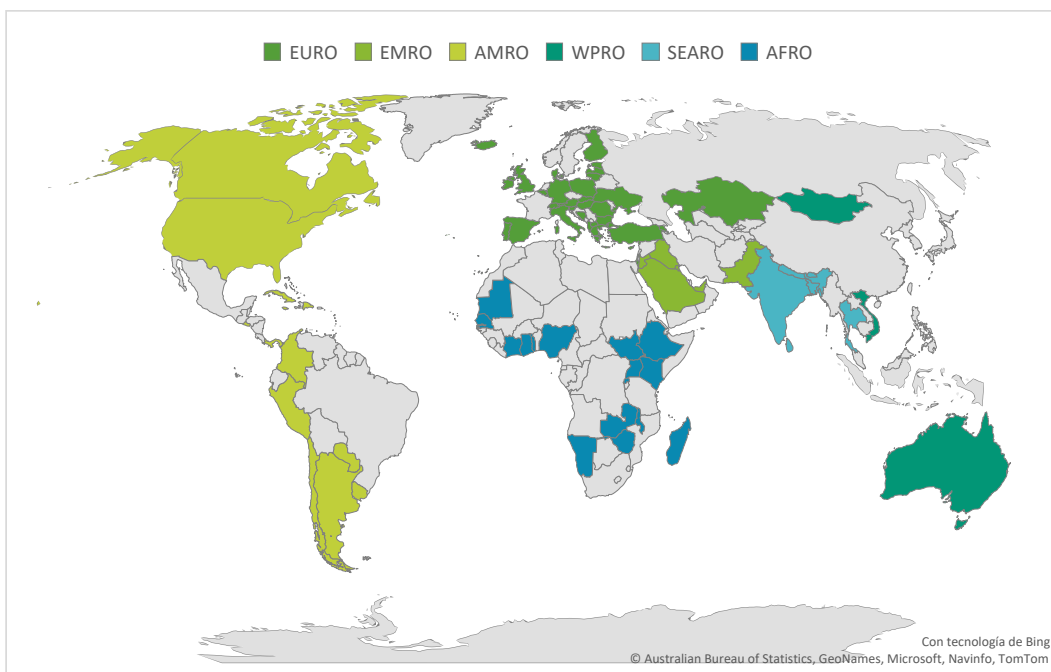 EURO EMRO AMRO WPRO SEARO AFRO
Con tecnología de Bing
© Australian Bureau of Statistics, GeoNames, Microsoft, Navinfo, TomTom